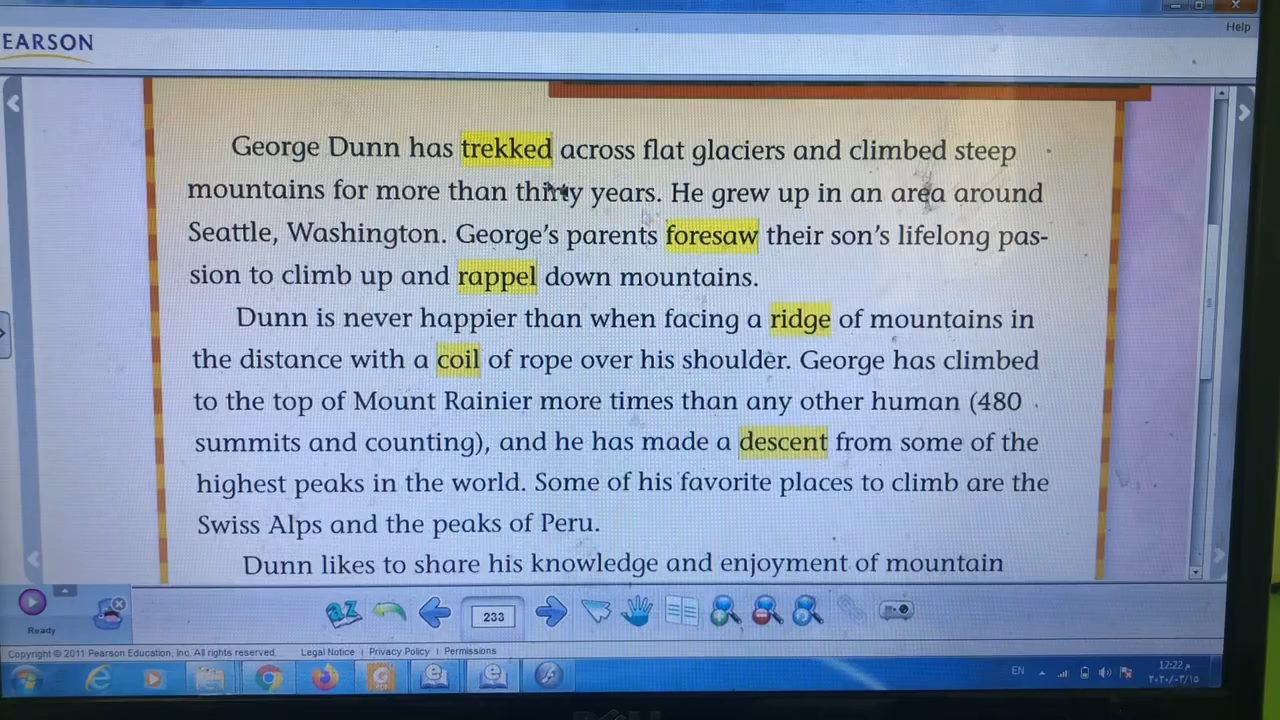 Help
EARSON
George Dunn has trekked across flat glaciers and climbed steep
mountains for more than thirty years. He grew up in an area around
Seattle, Washington. George's parents foresaw their son's lifelong pas-
sion to climb up and rappel down mountains.
Dunn is never happier than when facing a ridge of mountains in
the distance with a coil of rope over his shoulder. George has climbed
to the top of Mount Rainier more times than any other human (480
summits and counting), and he has made a descent from some of the
highest peaks in the world. Some of his favorite places to climb are the
Swiss Alps and the peaks of Peru.
Dunn likes to share his knowledge and enjoyment of mountain
az
233
Ready
Copyright © 2011 Pearson Education, Inc. All rights reserved. Legal Notice | Privacy Policy | Permissions
EN
12:22 م
٢٠٢٠/٠٣/١٥
DELL